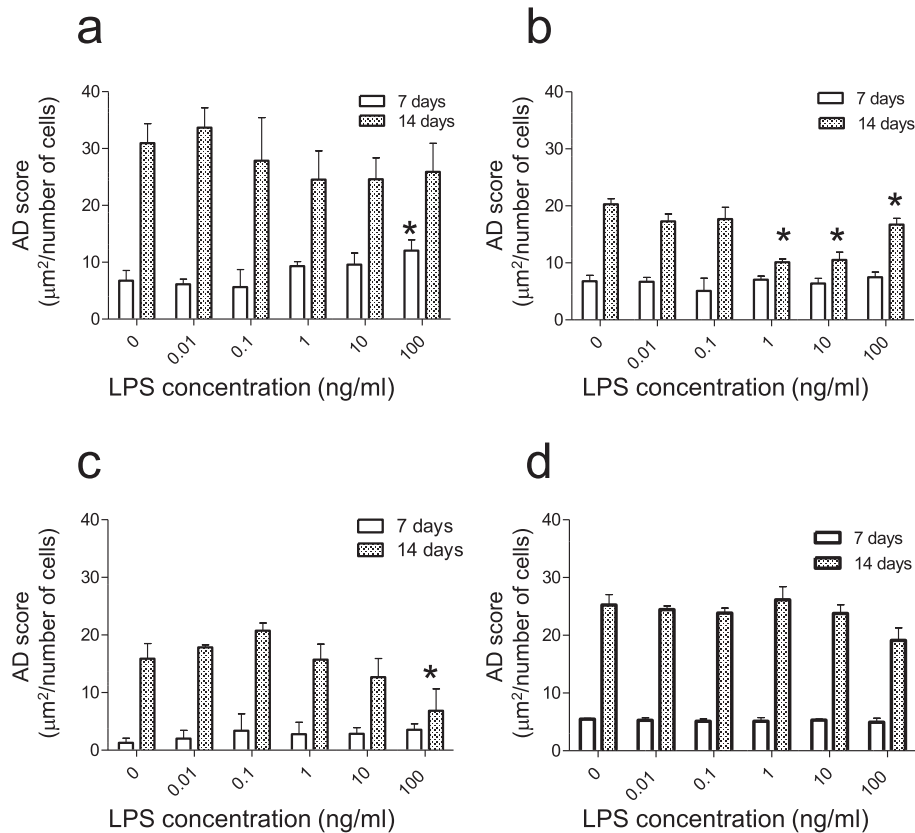 a
40
30
20
10
0
AD score
(μm²/number of cells)
7 days
14 days
*
0
0.01
0.1
1
10
100
LPS concentration (ng/ml)
b
40
30
20
10
0
AD score
(μm²/number of cells)
7 days
14 days
*
*
*
0
0.01
0.1
1
10
100
LPS concentration (ng/ml)
c
40
30
20
10
0
AD score
(μm²/number of cells)
7 days
14 days
*
0
0.01
0.1
1
10
100
LPS concentration (ng/ml)
d
40
30
20
10
0
AD score
(μm²/number of cells)
7 days
14 days
0
0.01
0.1
1
10
100
LPS concentration (ng/ml)